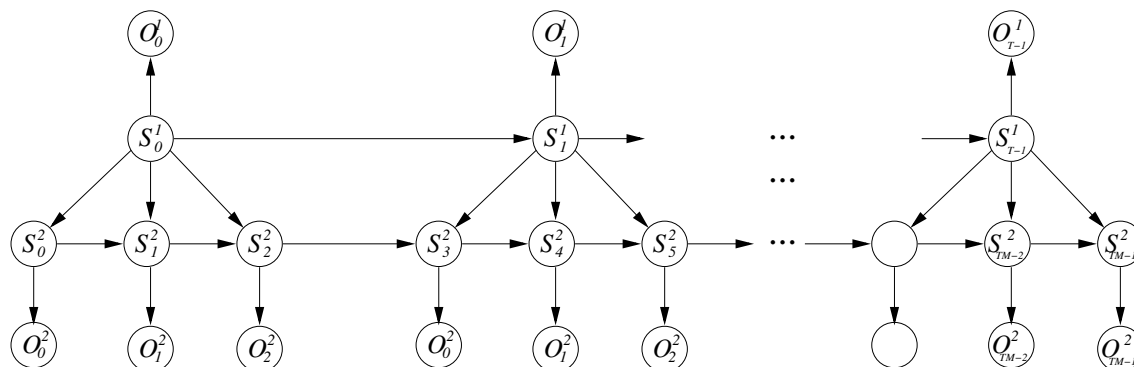 O_0^1 O_1^1 O_{T-1}^1
S_0^1 S_1^1 ... S_{T-1}^1
...
S_0^2 S_1^2 S_2^2 S_3^2 S_4^2 S_5^2 ... S_{TM-2}^2 S_{TM-1}^2
O_0^2 O_1^2 O_2^2 O_0^2 O_1^2 O_2^2 O_{TM-2}^2 O_{TM-1}^2